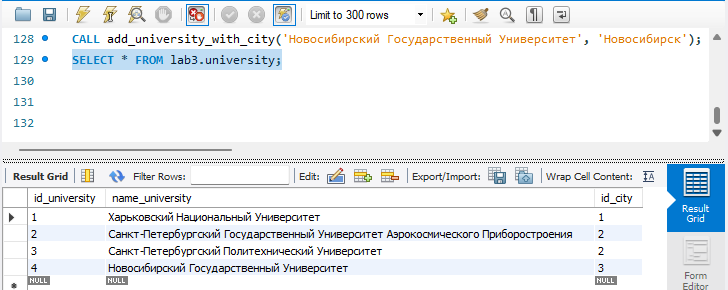 Limit to 300 rows
128 CALL add_university_with_city('Новосибирский Государственный Университет', 'Новосибирск');
129 SELECT * FROM lab3.university;
130
131
132
Result Grid Filter Rows: Edit: Export/Import: Wrap Cell Content: IA
id_university name_university id_city
1 Харьковский Национальный Университет 1
2 Санкт-Петербургский Государственный Университет Аэрокосмического Приборостроения 2
3 Санкт-Петербургский Политехнический Университет 2
4 Новосибирский Государственный Университет 3
NULL NULL NULL
Result
Grid
Form
Editor